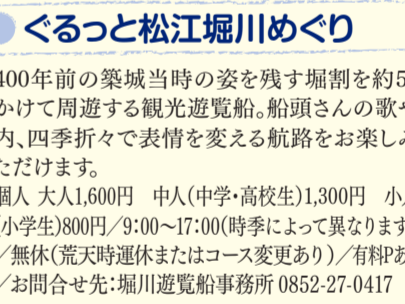 ぐるっと松江堀川めぐり
400年前の築城当時の姿を残す堀割を約5
かけて周遊する観光遊覧船。船頭さんの歌や
内、四季折々で表情を変える航路をお楽しみ
ただけます。
個人 大人1,600円　中人(中学・高校生)1,300円　小人
(小学生)800円／9:00〜17:00(時季によって異なります
／無休(荒天時運休またはコース変更あり)／有料Pあ
／お問合せ先：堀川遊覧船事務所 0852-27-0417